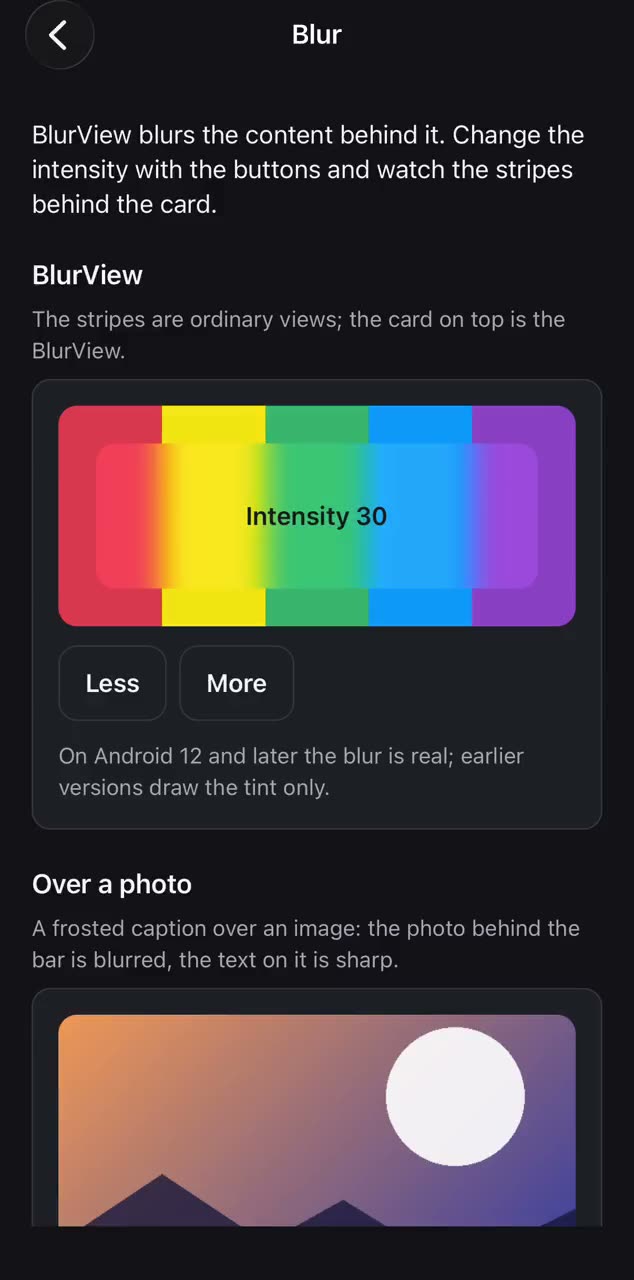 Blur
BlurView blurs the content behind it. Change the
intensity with the buttons and watch the stripes
behind the card.
BlurView
The stripes are ordinary views; the card on top is the
BlurView.
Intensity 30
Less
More
On Android 12 and later the blur is real; earlier
versions draw the tint only.
Over a photo
A frosted caption over an image: the photo behind the
bar is blurred, the text on it is sharp.